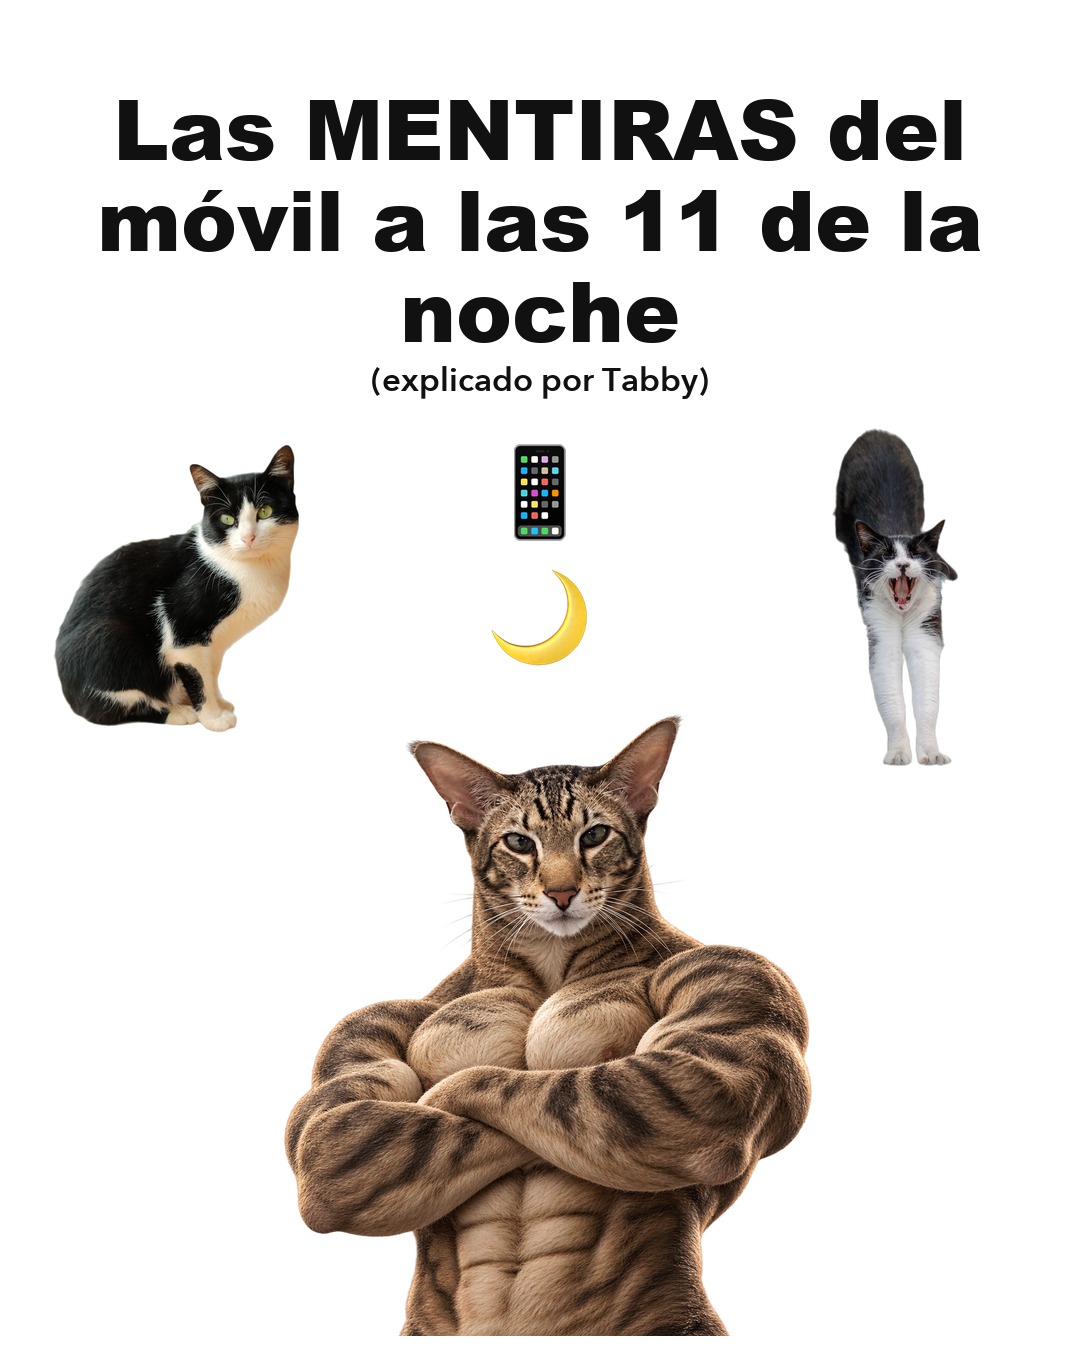 Las MENTIRAS del
móvil a las 11 de la
noche
(explicado por Tabby)